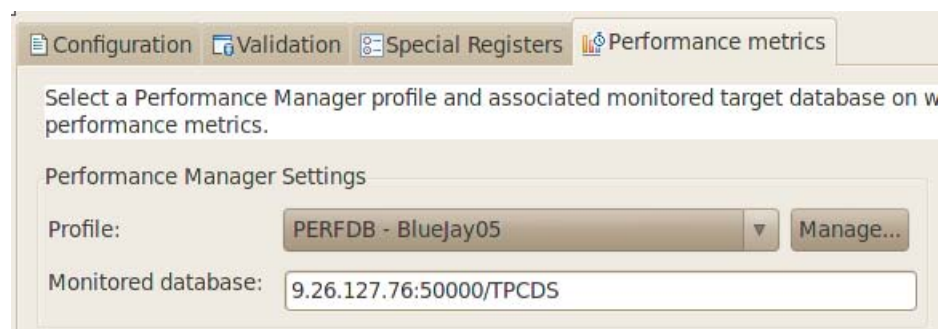 Configuration Validation Special Registers Performance metrics
Select a Performance Manager profile and associated monitored target database on
performance metrics.
Performance Manager Settings
Profile: PERFDB - BlueJay05 Manage...
Monitored database: 9.26.127.76:50000/TPCDS